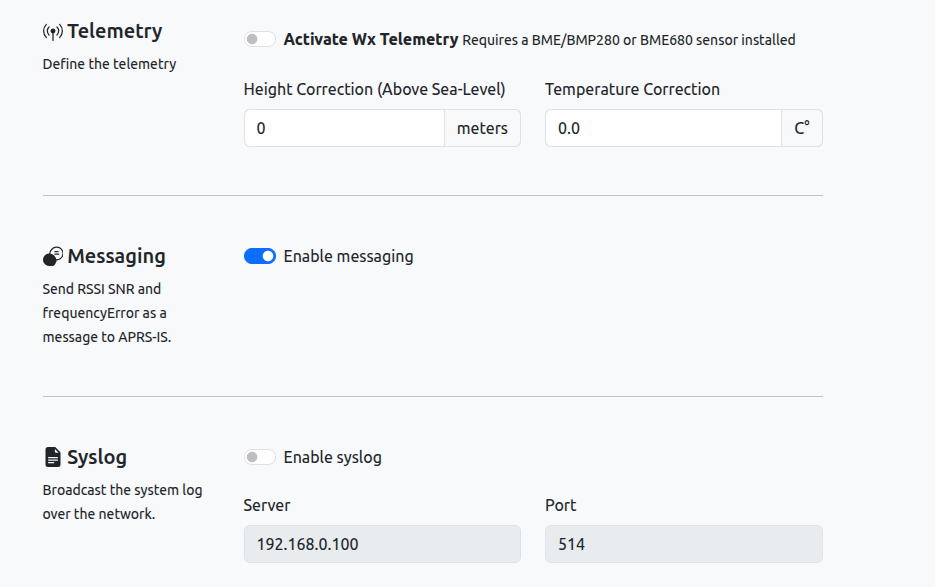 Telemetry
Define the telemetry
Activate Wx Telemetry Requires a BME/BMP280 or BME680 sensor installed
Height Correction (Above Sea-Level)
0 meters
Temperature Correction
0.0 C°
Messaging
Send RSSI SNR and
frequencyError as a
message to APRS-IS.
Enable messaging
Syslog
Broadcast the system log
over the network.
Enable syslog
Server
192.168.0.100
Port
514